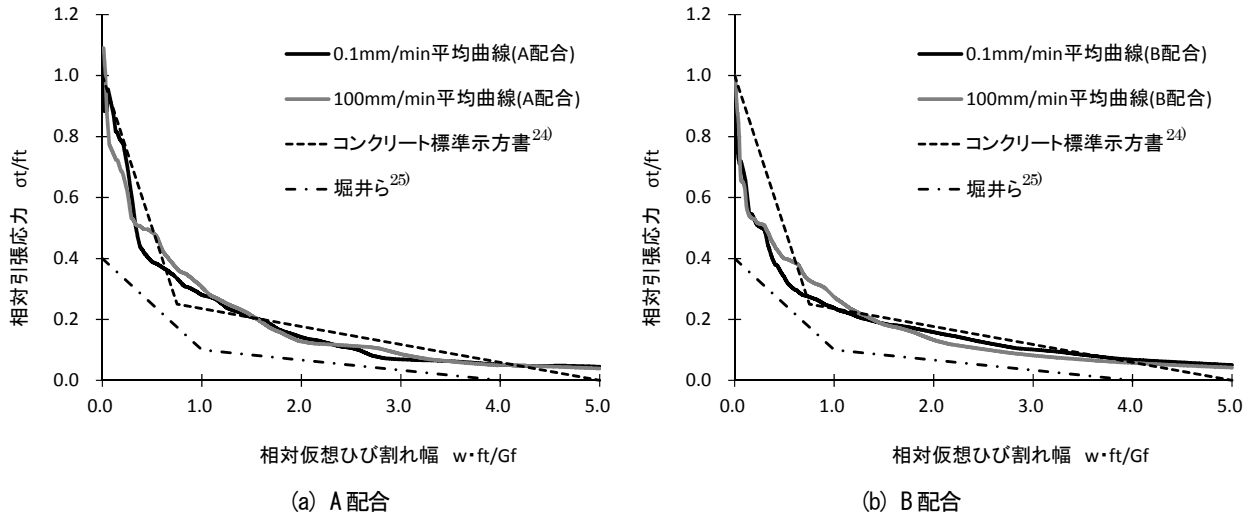 1.2
1.0
0.8
0.6
0.4
0.2
0.0
相対引張応力 σt/ft
0.1mm/min平均曲線(A配合)
100mm/min平均曲線(A配合)
コンクリート標準示方書24)
堀井ら25)
0.0 1.0 2.0 3.0 4.0 5.0
相対仮想ひび割れ幅 w・ft/Gf
(a) A配合
1.2
1.0
0.8
0.6
0.4
0.2
0.0
相対引張応力 σt/ft
0.1mm/min平均曲線(B配合)
100mm/min平均曲線(B配合)
コンクリート標準示方書24)
堀井ら25)
0.0 1.0 2.0 3.0 4.0 5.0
相対仮想ひび割れ幅 w・ft/Gf
(b) B配合